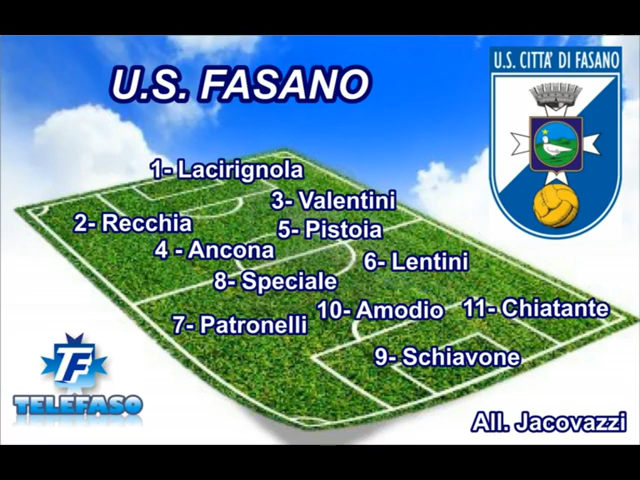 U.S. FASANO
U.S. CITTA' DI FASANO
1- Lacirignola
3- Valentini
2- Recchia
5- Pistoia
4 - Ancona
6- Lentini
8- Speciale
10- Amodio
11- Chiatante
7- Patronelli
9- Schiavone
TF
TELEFASO
All. Jacovazzi